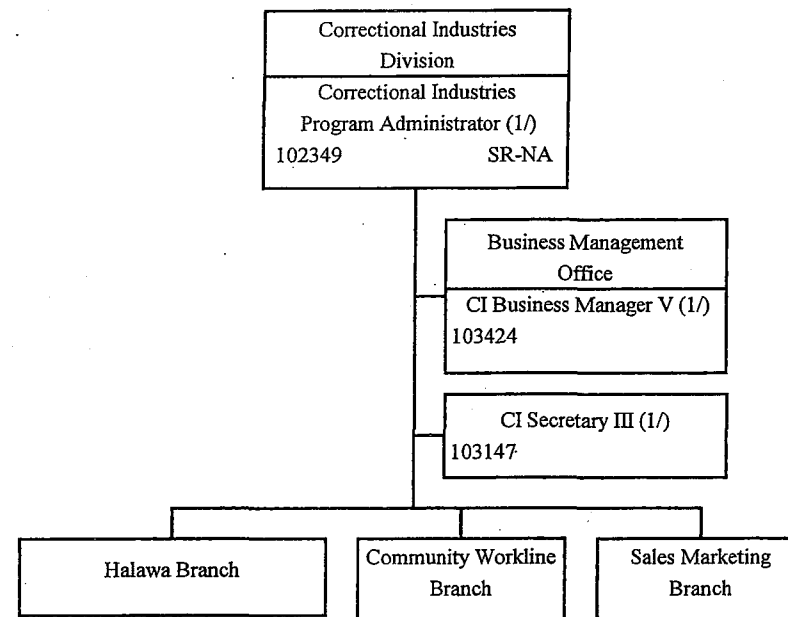 Correctional Industries
Division
Correctional Industries
Program Administrator (1/)
102349 SR-NA
Business Management
Office
CI Business Manager V (1/)
103424
CI Secretary III (1/)
103147
Halawa Branch
Community Workline
Branch
Sales Marketing
Branch